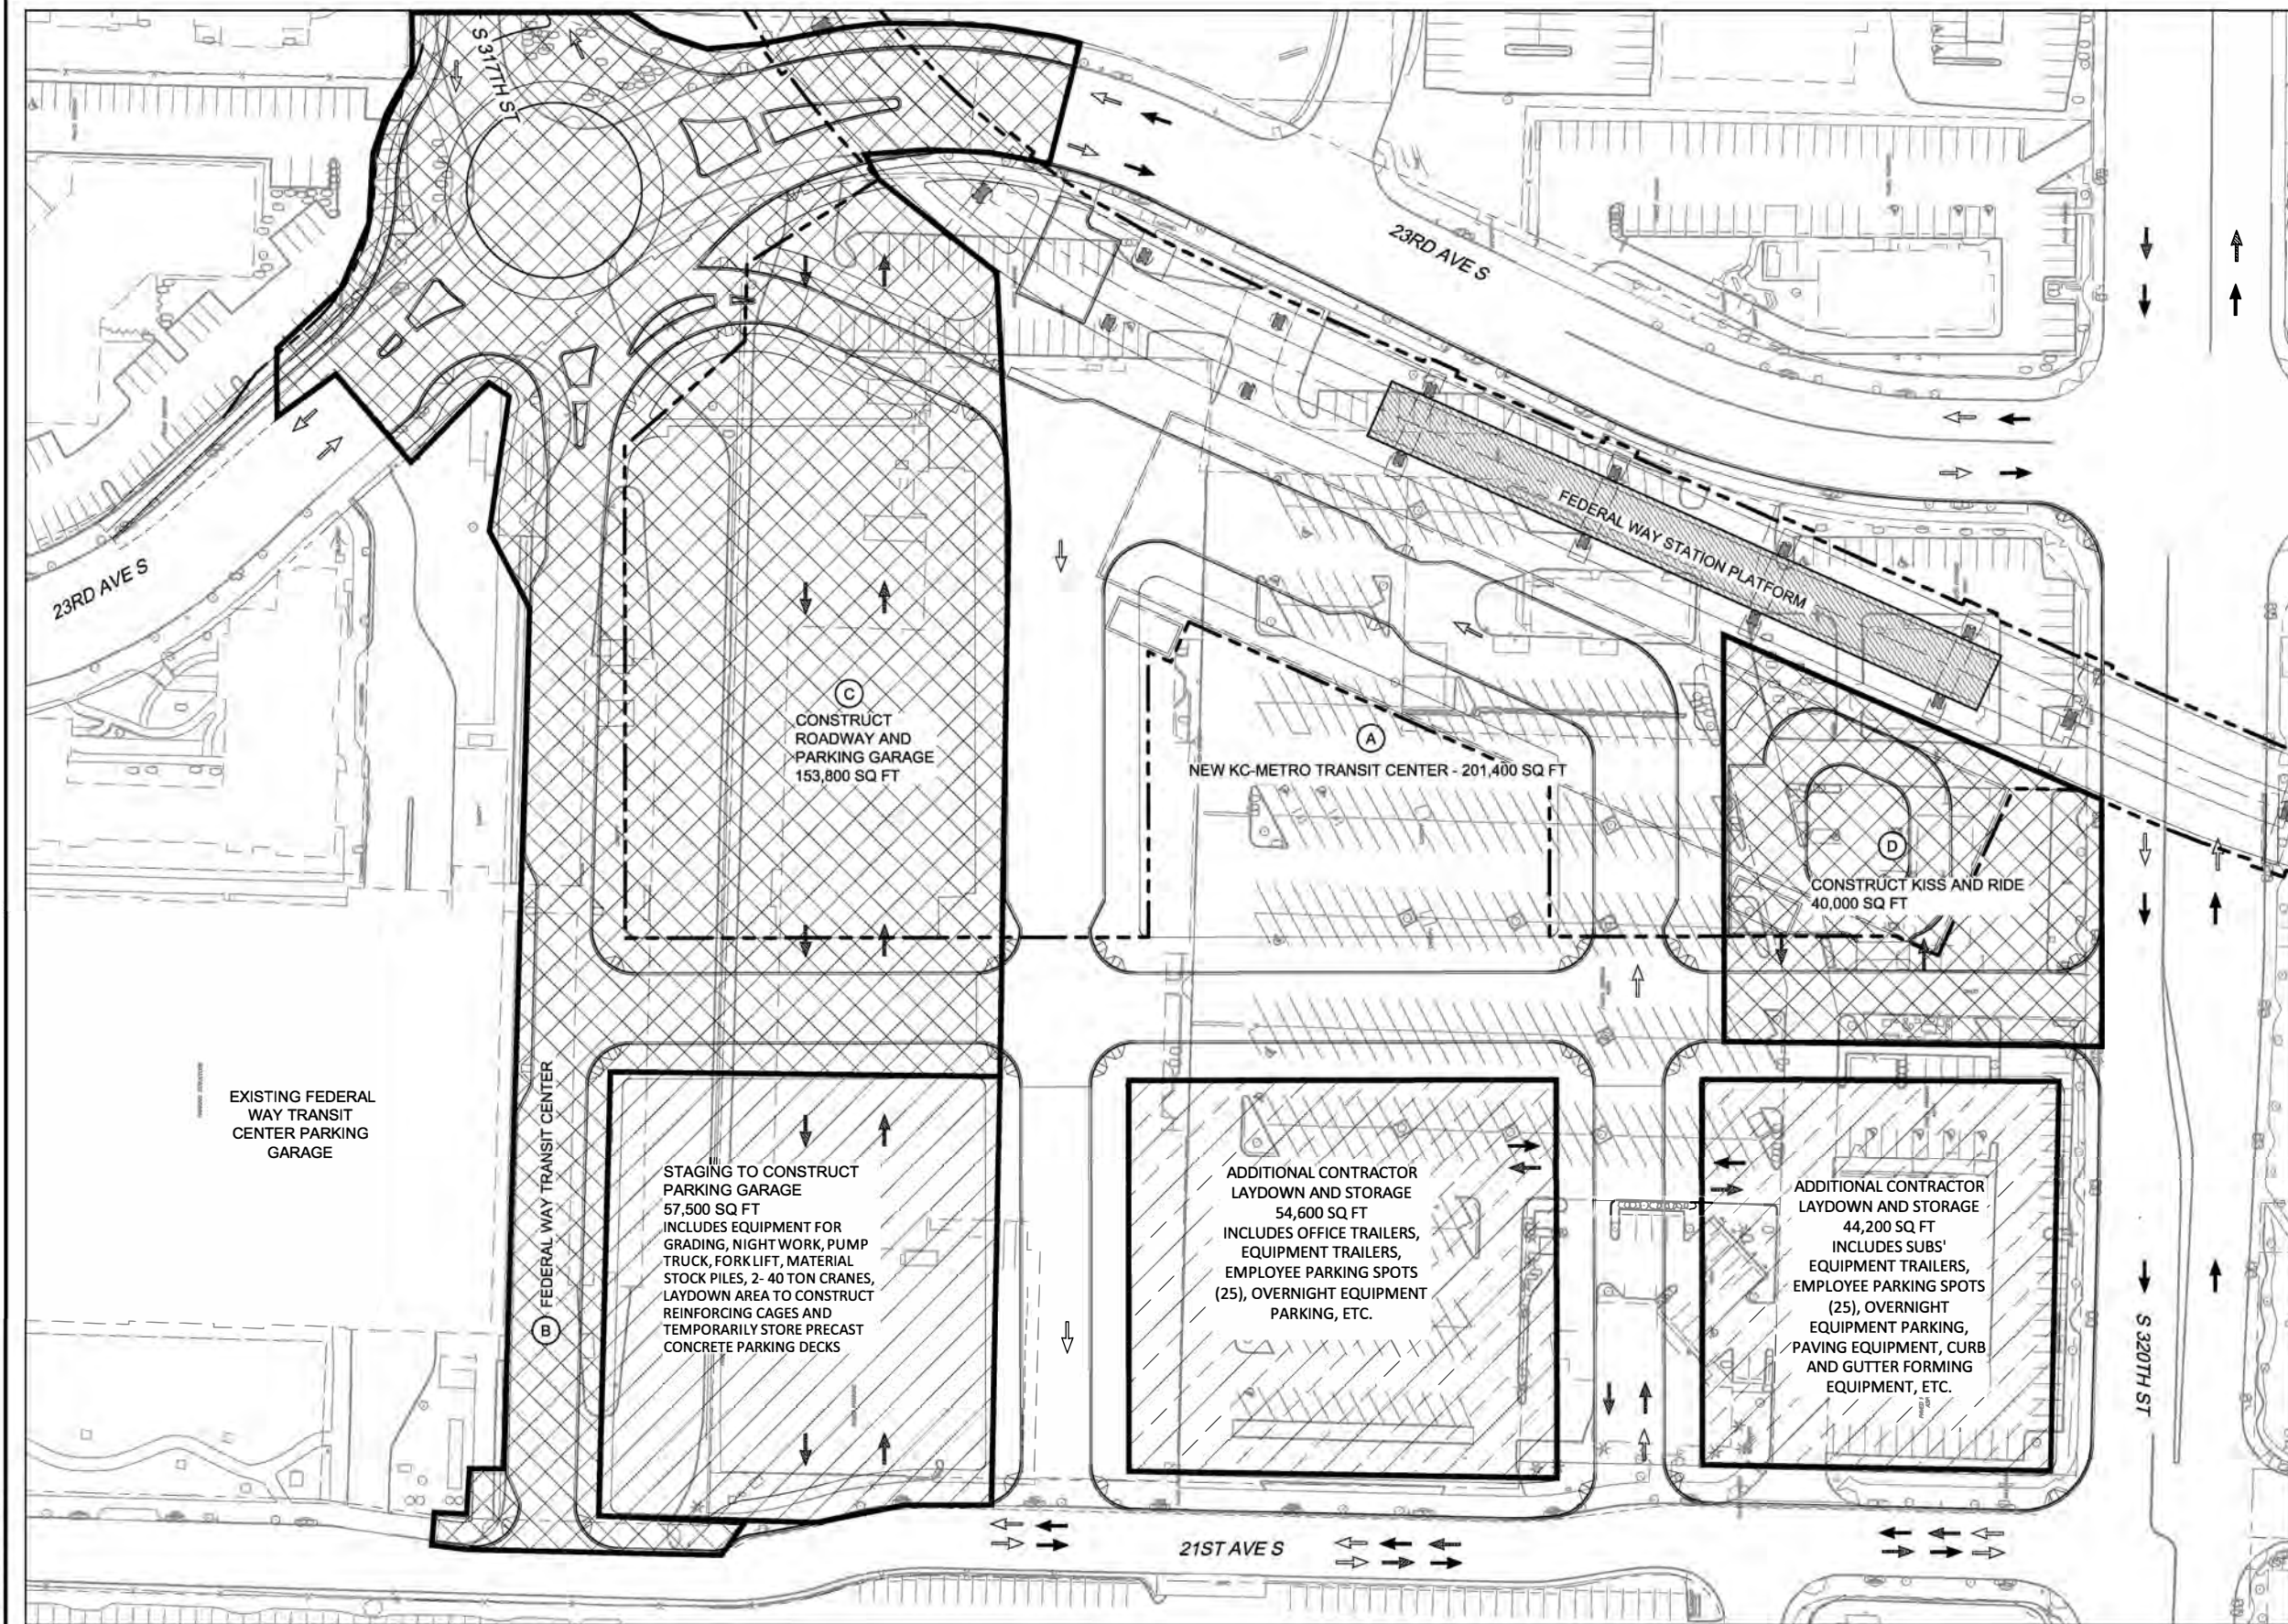 S 317TH ST
23RD AVE S
23RD AVE S
FEDERAL WAY STATION PLATFORM
C
CONSTRUCT
ROADWAY AND
PARKING GARAGE
153,800 SQ FT
A
NEW KC-METRO TRANSIT CENTER - 201,400 SQ FT
D
CONSTRUCT KISS AND RIDE
40,000 SQ FT
EXISTING FEDERAL
WAY TRANSIT
CENTER PARKING
GARAGE
B FEDERAL WAY TRANSIT CENTER
STAGING TO CONSTRUCT
PARKING GARAGE
57,500 SQ FT
INCLUDES EQUIPMENT FOR
GRADING, NIGHT WORK, PUMP
TRUCK, FORK LIFT, MATERIAL
STOCK PILES, 2- 40 TON CRANES,
LAYDOWN AREA TO CONSTRUCT
REINFORCING CAGES AND
TEMPORARILY STORE PRECAST
CONCRETE PARKING DECKS
ADDITIONAL CONTRACTOR
LAYDOWN AND STORAGE
54,600 SQ FT
INCLUDES OFFICE TRAILERS,
EQUIPMENT TRAILERS,
EMPLOYEE PARKING SPOTS
(25), OVERNIGHT EQUIPMENT
PARKING, ETC.
ADDITIONAL CONTRACTOR
LAYDOWN AND STORAGE
44,200 SQ FT
INCLUDES SUBS'
EQUIPMENT TRAILERS,
EMPLOYEE PARKING SPOTS
(25), OVERNIGHT
EQUIPMENT PARKING,
PAVING EQUIPMENT, CURB
AND GUTTER FORMING
EQUIPMENT, ETC.
S 320TH ST
21ST AVE S